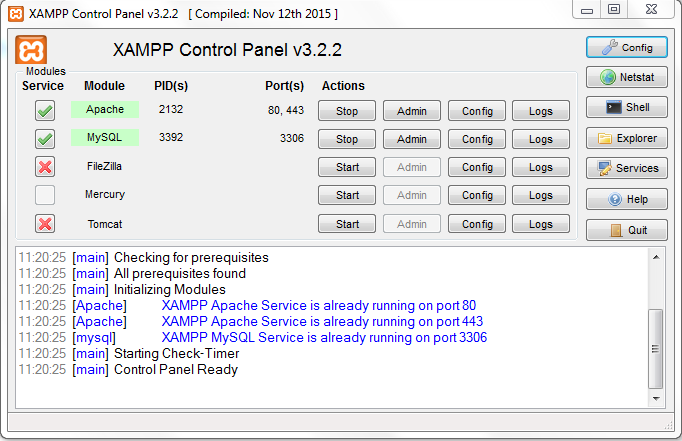 XAMPP Control Panel v3.2.2 [ Compiled: Nov 12th 2015 ]
XAMPP Control Panel v3.2.2
Config
Modules
Service Module PID(s) Port(s) Actions
Netstat
Apache 2132 80, 443 Stop Admin Config Logs
Shell
MySQL 3392 3306 Stop Admin Config Logs
Explorer
FileZilla Start Admin Config Logs
Services
Mercury Start Admin Config Logs
Help
Tomcat Start Admin Config Logs
Quit
11:20:25 [main] Checking for prerequisites
11:20:25 [main] All prerequisites found
11:20:25 [main] Initializing Modules
11:20:25 [Apache] XAMPP Apache Service is already running on port 80
11:20:25 [Apache] XAMPP Apache Service is already running on port 443
11:20:25 [mysql] XAMPP MySQL Service is already running on port 3306
11:20:25 [main] Starting Check-Timer
11:20:25 [main] Control Panel Ready